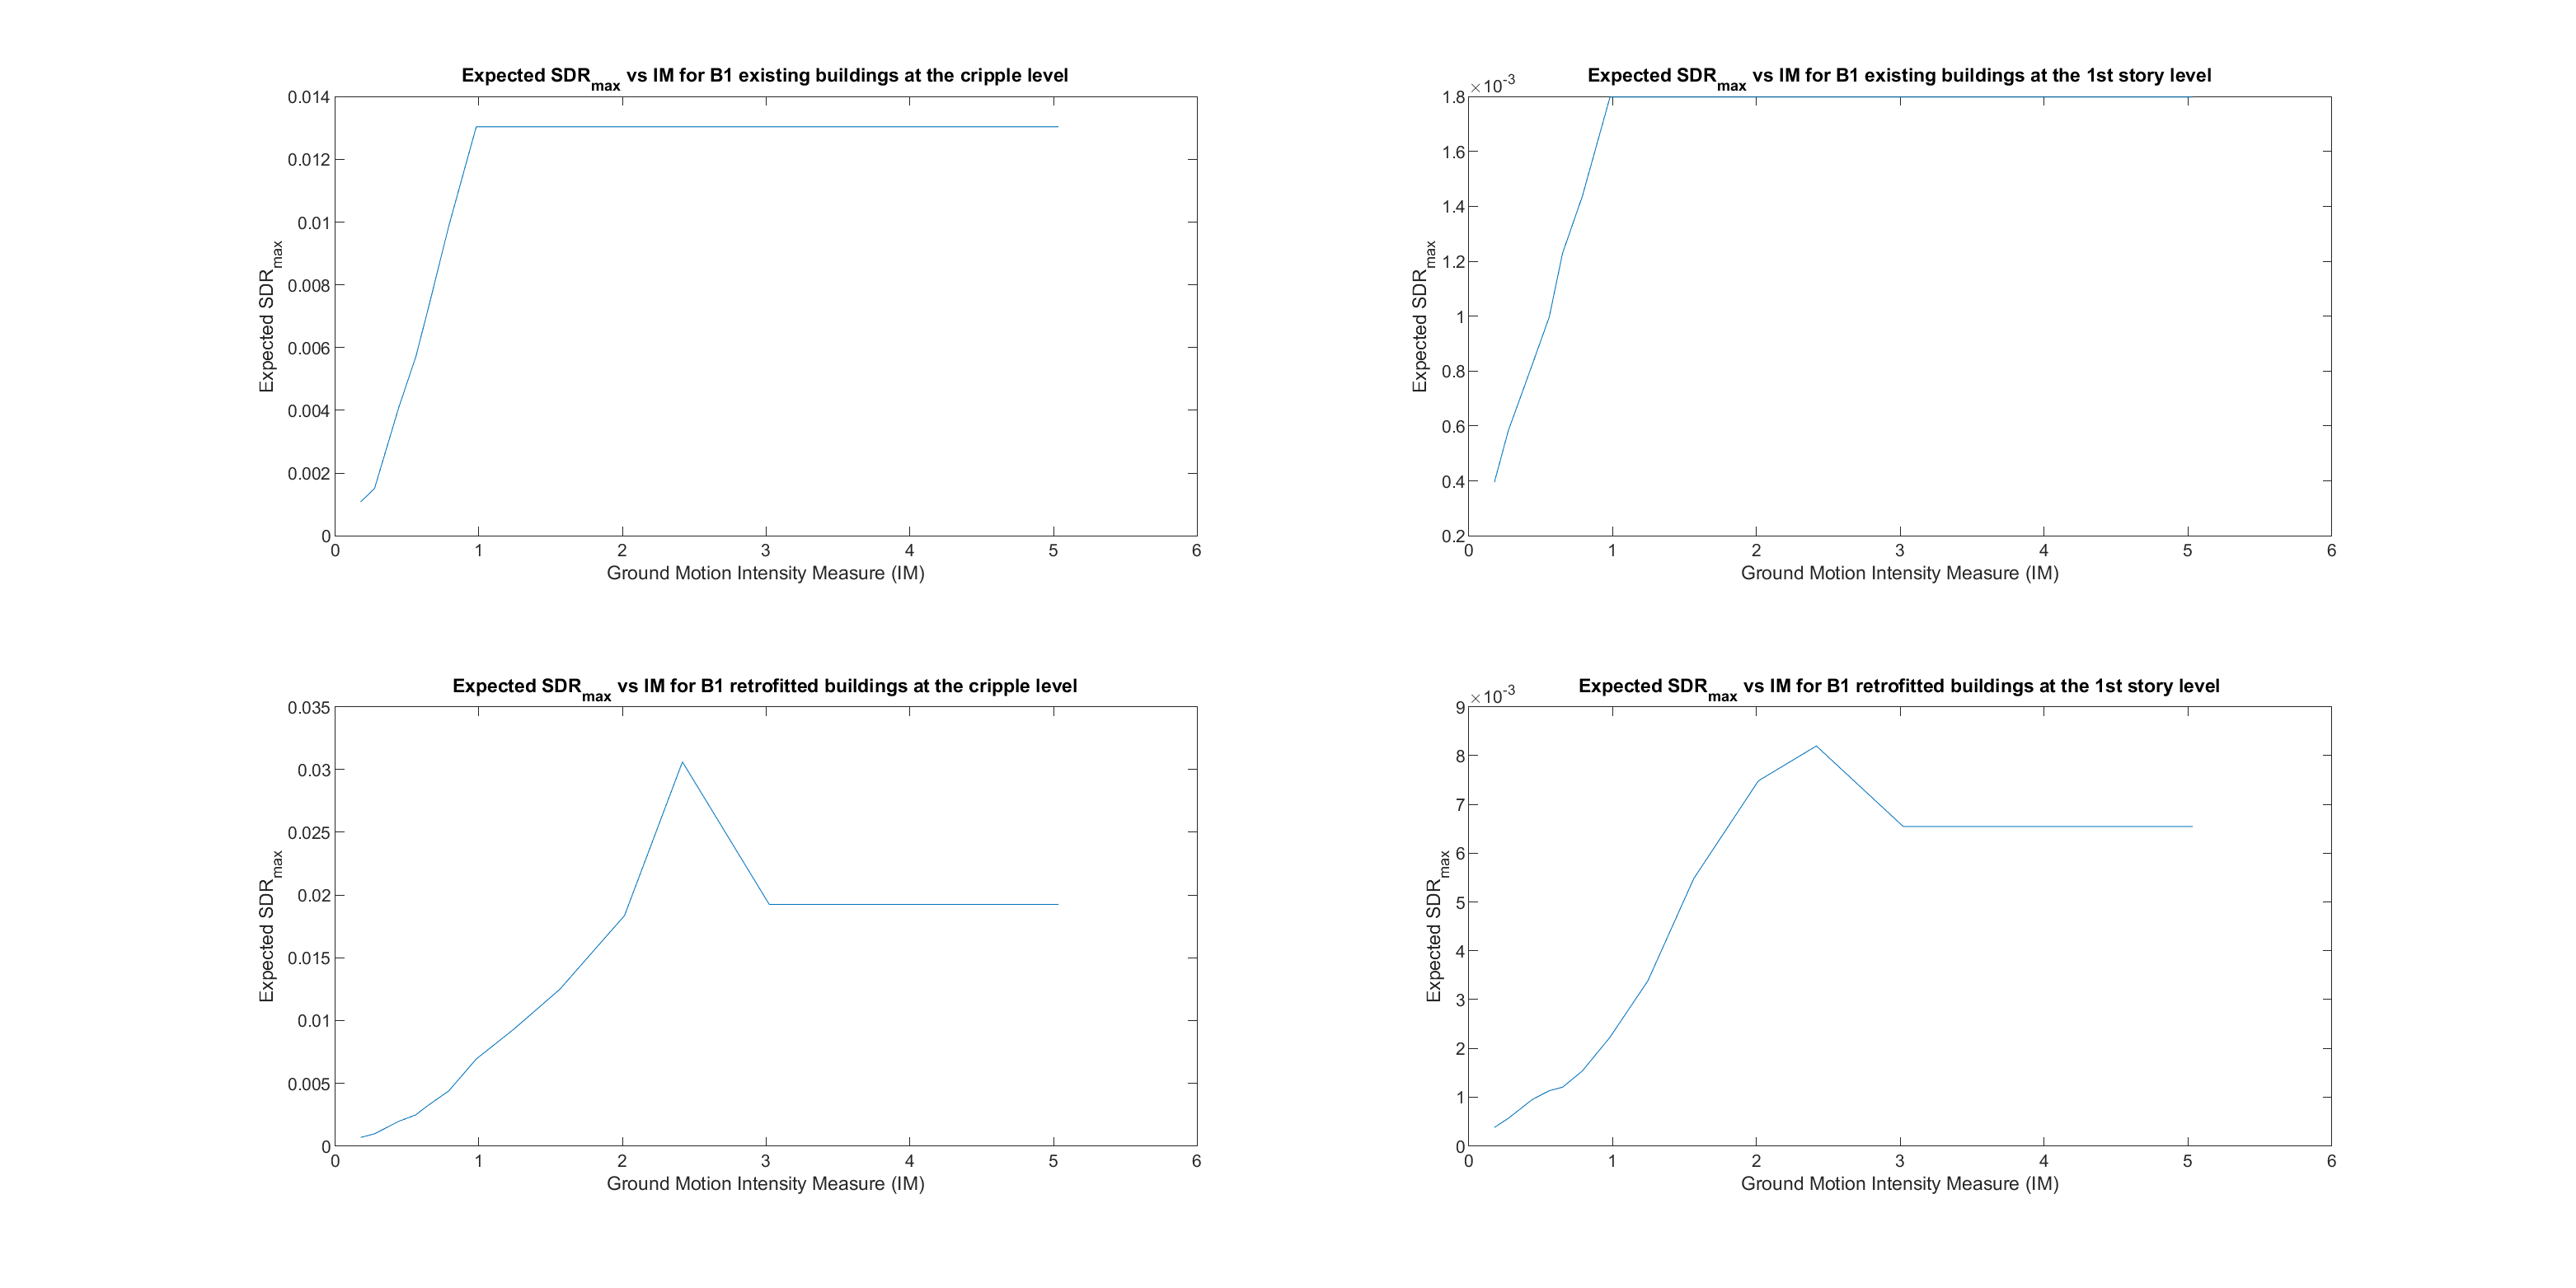 Expected SDRmax vs IM for B1 existing buildings at the cripple level
0.014
0.012
0.01
0.008
0.006
0.004
0.002
0
Expected SDRmax
0 1 2 3 4 5 6
Ground Motion Intensity Measure (IM)
Expected SDRmax vs IM for B1 existing buildings at the 1st story level
×10-3
1.8
1.6
1.4
1.2
1
0.8
0.6
0.4
0.2
Expected SDRmax
0 1 2 3 4 5 6
Ground Motion Intensity Measure (IM)
Expected SDRmax vs IM for B1 retrofitted buildings at the cripple level
0.035
0.03
0.025
0.02
0.015
0.01
0.005
0
Expected SDRmax
0 1 2 3 4 5 6
Ground Motion Intensity Measure (IM)
Expected SDRmax vs IM for B1 retrofitted buildings at the 1st story level
×10-3
9
8
7
6
5
4
3
2
1
0
Expected SDRmax
0 1 2 3 4 5 6
Ground Motion Intensity Measure (IM)